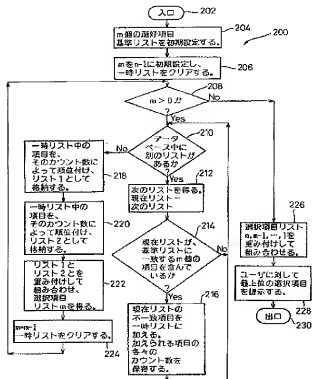 入口
202
204
m個の選好項目
基準リストを初期設定する。
200
206
mをn-1に初期設定し、
一時リストをクリアする。
208
m>0か
?
No
Yes
210
データ
ベース中に
別のリストが
あるか
No
Yes
一時リスト中の
項目を、
そのカウント数に
よって順位付け、
リスト1として
格納する。
218
212
次のリストを得る。
現在リスト=
次のリスト
一時リスト中の
項目を、
そのカウント数に
よって順位付け、
リスト2として
格納する。
220
214
現在リストが、
基準リストに
一致するm個の
項目を含んで
いるか
?
No
Yes
226
選択項目リスト
m,m-1,…,1を
重み付けして
組み合わせる。
リスト1と
リスト2とを
重み付けして
組み合わせ、
選択項目
リストmを得る。
222
216
現在リストの
不一致項目を
一時リストに
加える。
加えられる項目の
各々の
カウント数を
保存する。
ユーザに対して
最上位の選択項目
を提示する。
228
m=m-1
一時リストをクリアする。
224
出口
230